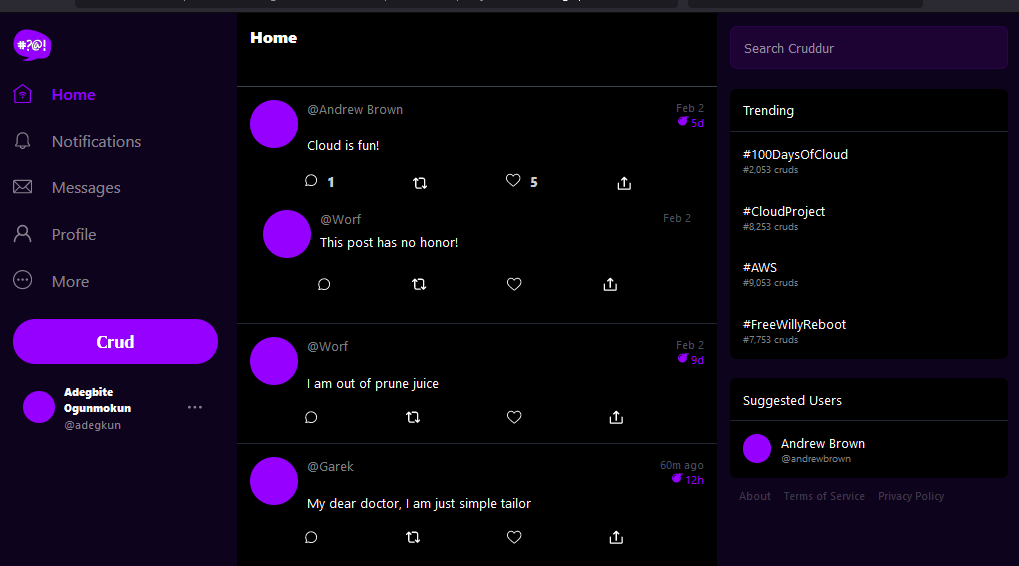 #?@!
Home
Notifications
Messages
Profile
More
Crud
Adegbite
Ogunmokun
@adegkun
Home
@Andrew Brown
Feb 2
5d
Cloud is fun!
1
5
@Worf
Feb 2
This post has no honor!
@Worf
Feb 2
9d
I am out of prune juice
@Garek
60m ago
12h
My dear doctor, I am just simple tailor
Search Cruddur
Trending
#100DaysOfCloud
#2,053 cruds
#CloudProject
#8,253 cruds
#AWS
#9,053 cruds
#FreeWillyReboot
#7,753 cruds
Suggested Users
Andrew Brown
@andrewbrown
About Terms of Service Privacy Policy